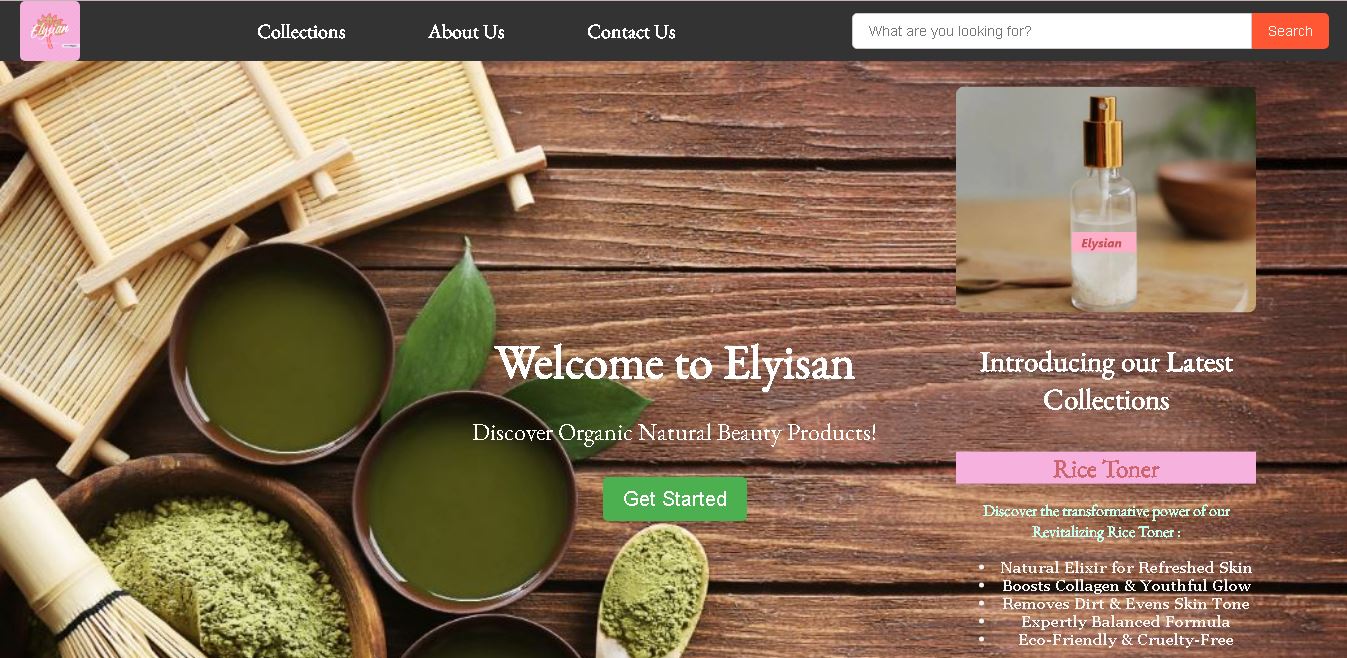 Elysian
Collections
About Us
Contact Us
What are you looking for?
Search
Elysian
Welcome to Elyisan
Discover Organic Natural Beauty Products!
Get Started
Introducing our Latest
Collections
Rice Toner
Discover the transformative power of our
Revitalizing Rice Toner :
• Natural Elixir for Refreshed Skin
• Boosts Collagen & Youthful Glow
• Removes Dirt & Evens Skin Tone
• Expertly Balanced Formula
• Eco-Friendly & Cruelty-Free